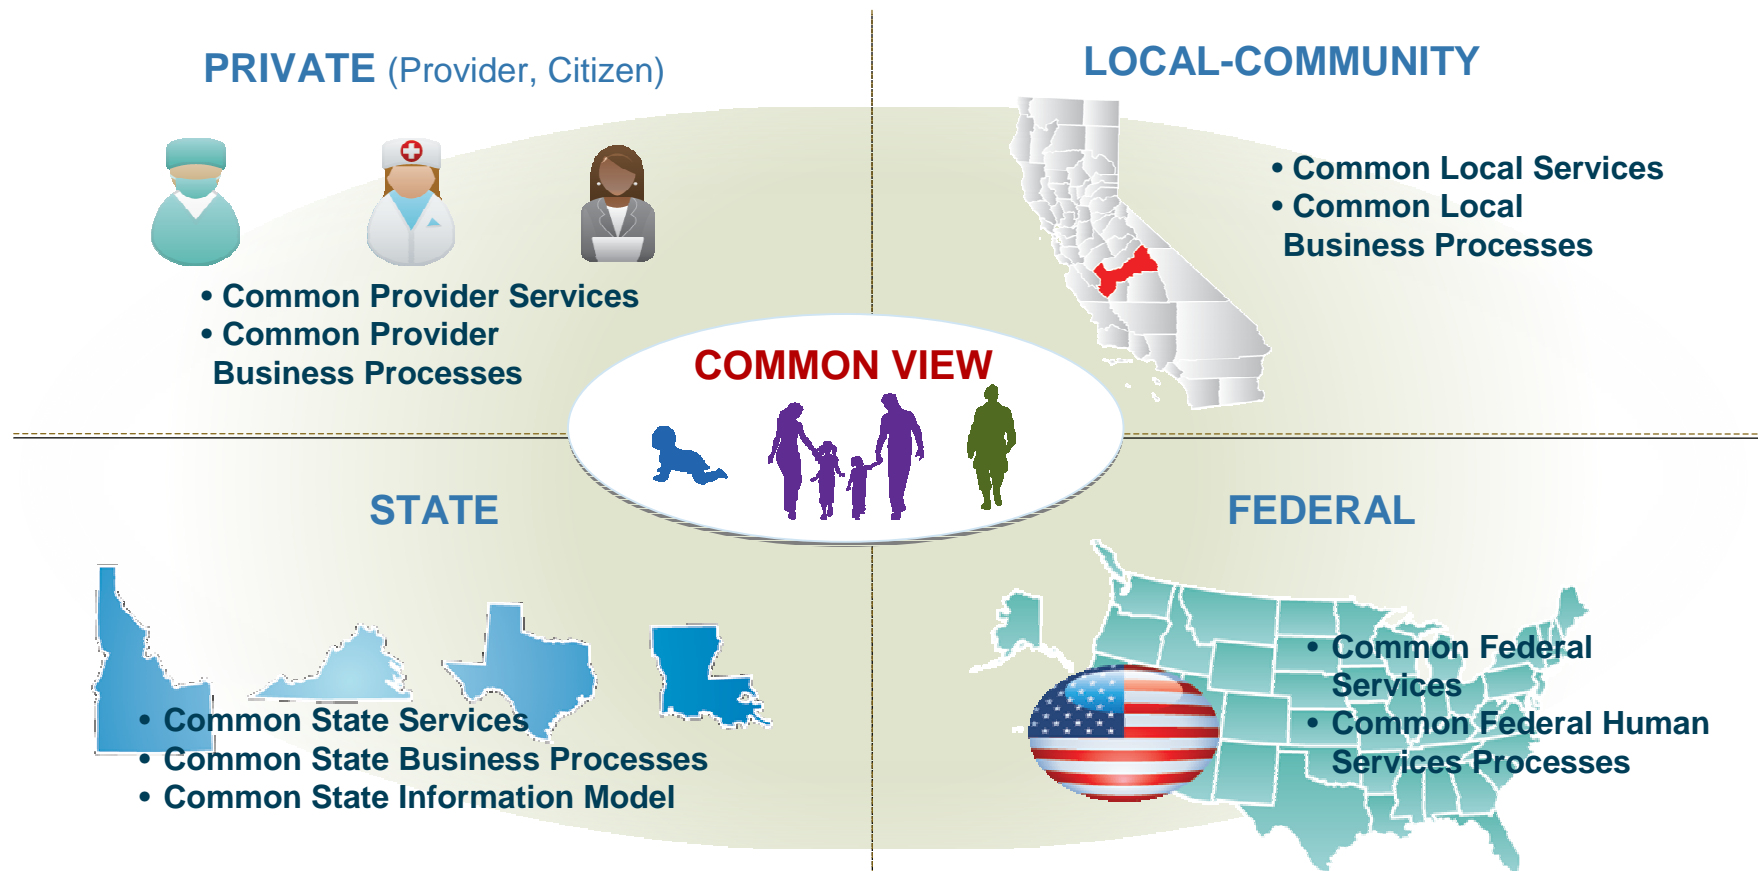 PRIVATE (Provider, Citizen)
• Common Provider Services
• Common Provider
Business Processes
LOCAL-COMMUNITY
• Common Local Services
• Common Local
Business Processes
COMMON VIEW
STATE
• Common State Services
• Common State Business Processes
• Common State Information Model
FEDERAL
• Common Federal
Services
• Common Federal Human
Services Processes